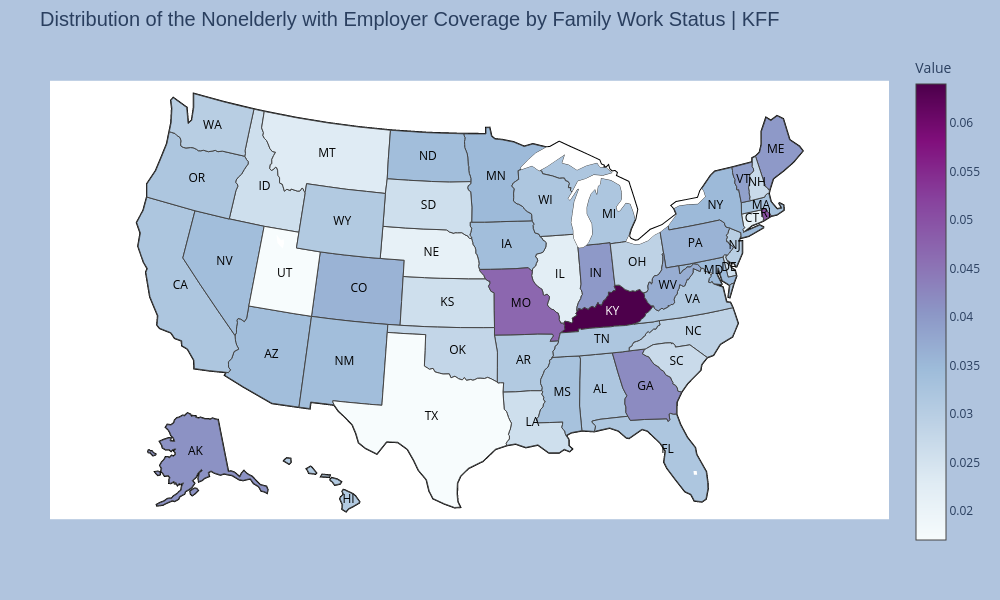 Distribution of the Nonelderly with Employer Coverage by Family Work Status | KFF
Value
0.06
0.055
0.05
0.045
0.04
0.035
0.03
0.025
0.02
WA
MT
ND
MN
ME
OR
ID
SD
WI
MI
VT
NH
NY
MA
RI
CT
WY
IA
PA
NJ
NE
NV
UT
IL
IN
OH
MD
DE
CA
CO
KS
MO
KY
WV
VA
AZ
NM
OK
AR
TN
NC
SC
TX
LA
MS
AL
GA
FL
AK
HI